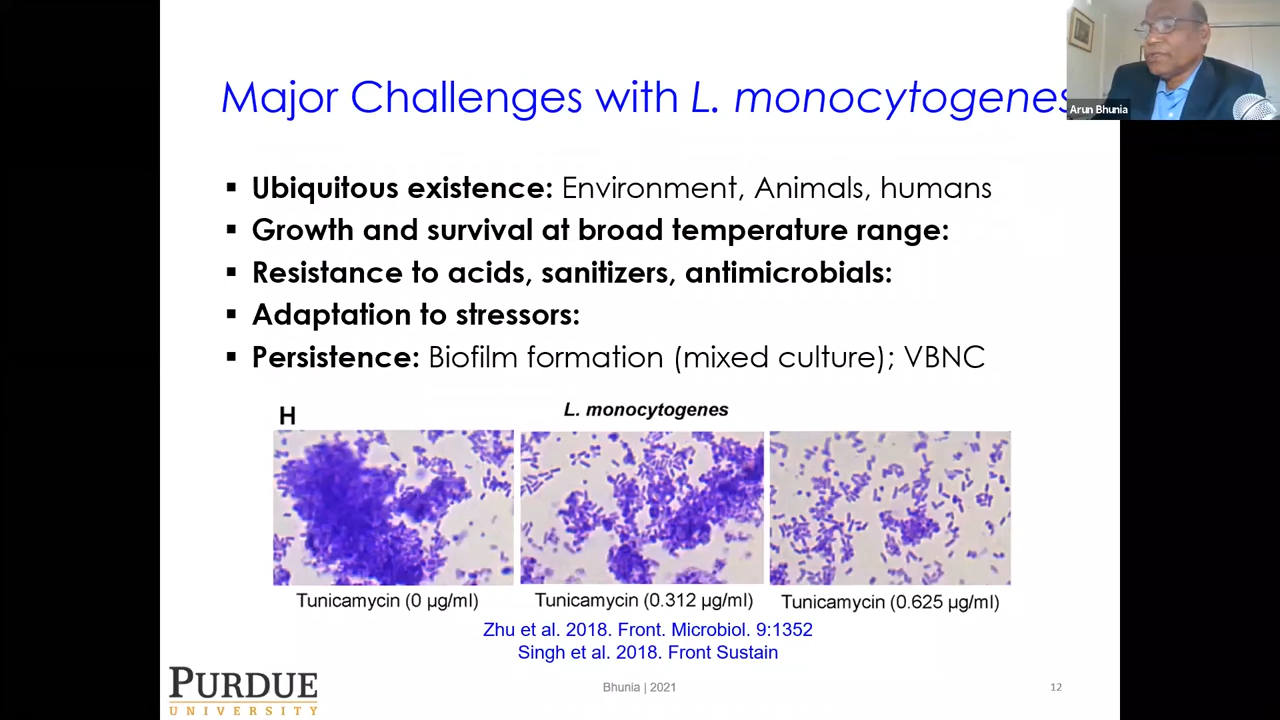 Major Challenges with L. monocytogenes
Arun Bhunia
▪ Ubiquitous existence: Environment, Animals, humans
▪ Growth and survival at broad temperature range:
▪ Resistance to acids, sanitizers, antimicrobials:
▪ Adaptation to stressors:
▪ Persistence: Biofilm formation (mixed culture); VBNC
H
L. monocytogenes
Tunicamycin (0 µg/ml)
Tunicamycin (0.312 µg/ml)
Tunicamycin (0.625 µg/ml)
Zhu et al. 2018. Front. Microbiol. 9:1352
Singh et al. 2018. Front Sustain
PURDUE
UNIVERSITY
Bhunia | 2021
12